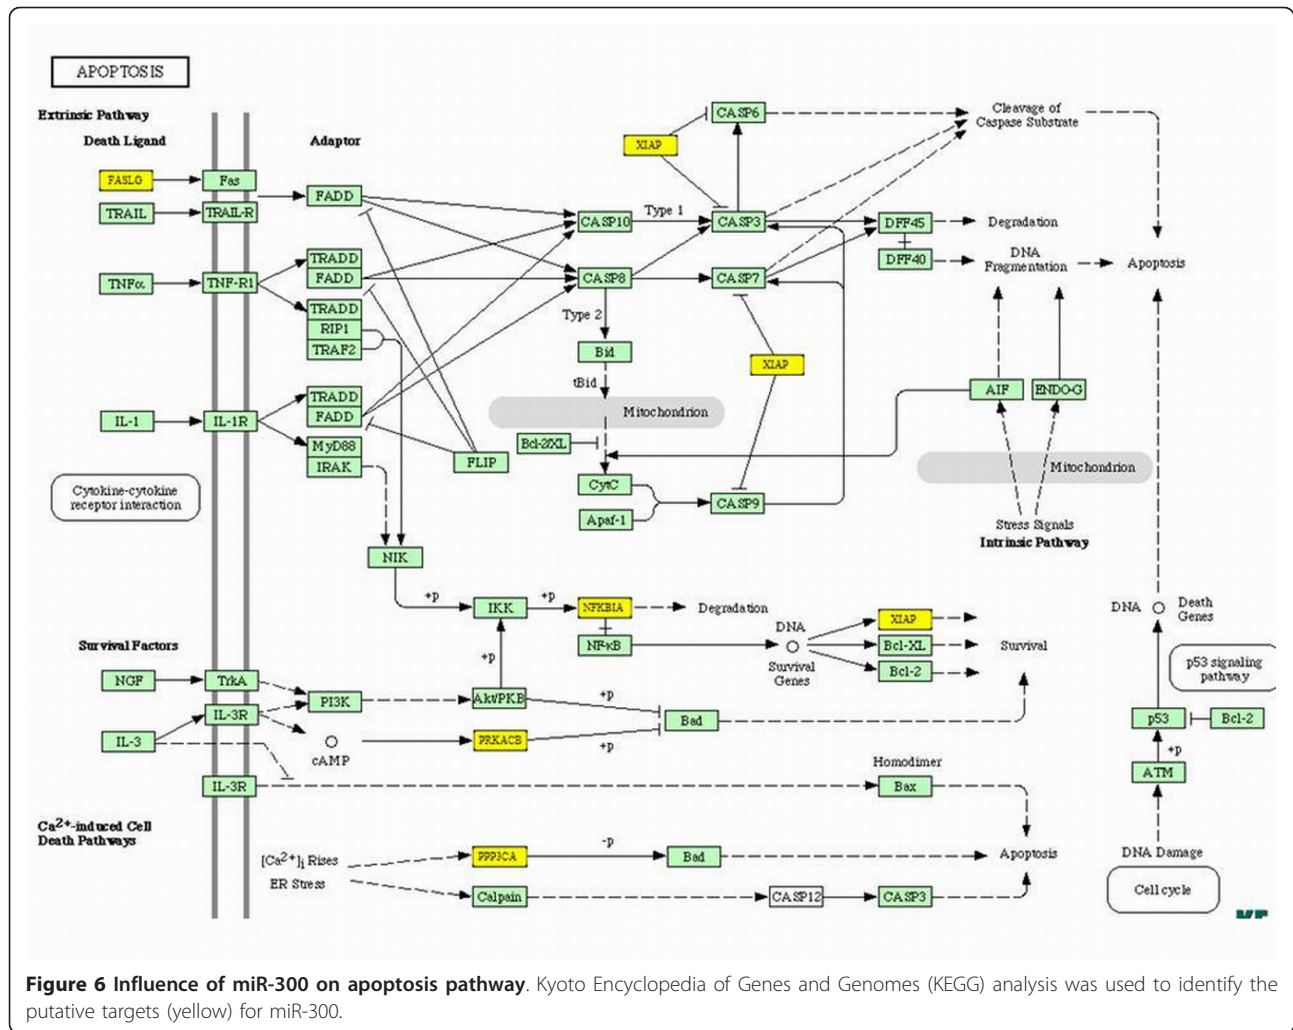 APOPTOSIS
Extrinsic Pathway
Death Ligand
Adaptor
CASP6
Cleavage of
Caspase Substrate
XIAP
FASLG
Fas
FADD
TRAIL
TRAIL-R
CASP10
Type 1
CASP3
DFF45
Degradation
TRADD
FADD
DFF40
DNA
Fragmentation
Apoptosis
TNFα
TNF-R1
CASP8
CASP7
TRADD
RIP1
TRAF2
Type 2
Bid
XIAP
tBid
AIF
ENDO-G
TRADD
FADD
Mitochondrion
IL-1
IL-1R
MyD88
IRAK
Bcl-2/XL
FLIP
Mitochondrion
CytC
Cytokine-cytokine
receptor interaction
CASP9
Apaf-1
Stress Signals
Intrinsic Pathway
NIK
+p
IKK
+p
NFKBIA
Degradation
DNA
XIAP
DNA
Death
Genes
NF-κB
Bcl-XL
Survival
Survival
Genes
Bcl-2
Survival Factors
+p
p53 signaling
pathway
NGF
TrkA
PI3K
Akt/PKB
+p
IL-3R
Bad
p53
Bcl-2
IL-3
cAMP
PRKACB
+p
+p
Homodimer
ATM
IL-3R
Bax
Ca2+-induced Cell
Death Pathways
[Ca2+]i Rises
ER Stress
PPP3CA
-p
Bad
Apoptosis
DNA Damage
Calpain
CASP12
CASP3
Cell cycle
Figure 6 Influence of miR-300 on apoptosis pathway. Kyoto Encyclopedia of Genes and Genomes (KEGG) analysis was used to identify the
putative targets (yellow) for miR-300.